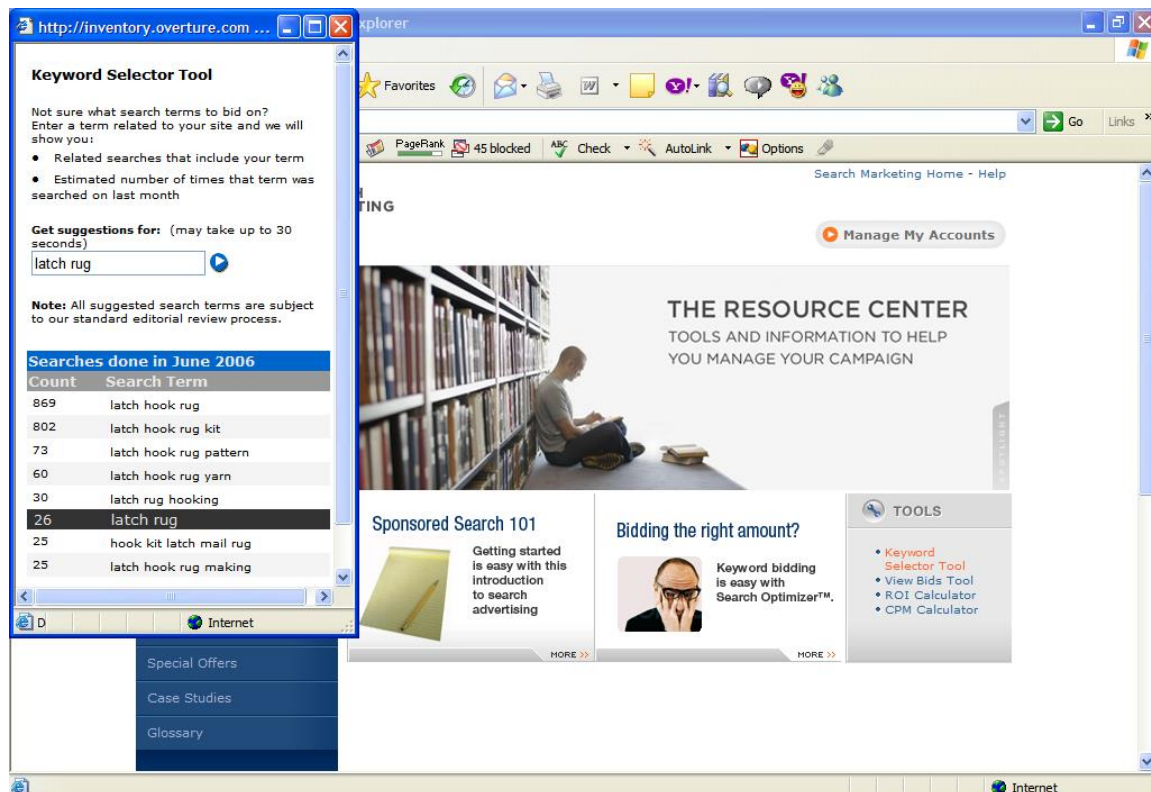 http://inventory.overture.com ...
Keyword Selector Tool
Not sure what search terms to bid on?
Enter a term related to your site and we will
show you:
• Related searches that include your term
• Estimated number of times that term was
searched on last month
Get suggestions for: (may take up to 30
seconds)
latch rug
Note: All suggested search terms are subject
to our standard editorial review process.
Searches done in June 2006
Count Search Term
869 latch hook rug
802 latch hook rug kit
73 latch hook rug pattern
60 latch hook rug yarn
30 latch rug hooking
26 latch rug
25 hook kit latch mail rug
25 latch hook rug making
D Internet
xplorer
Favorites
Go Links »
PageRank 45 blocked ABC Check AutoLink Options
Search Marketing Home - Help
TING
Manage My Accounts
THE RESOURCE CENTER
TOOLS AND INFORMATION TO HELP
YOU MANAGE YOUR CAMPAIGN
SPOTLIGHT
Sponsored Search 101
Getting started
is easy with this
introduction
to search
advertising
MORE >>
Bidding the right amount?
Keyword bidding
is easy with
Search Optimizer™.
MORE >>
TOOLS
• Keyword
Selector Tool
• View Bids Tool
• ROI Calculator
• CPM Calculator
Special Offers
Case Studies
Glossary
Internet